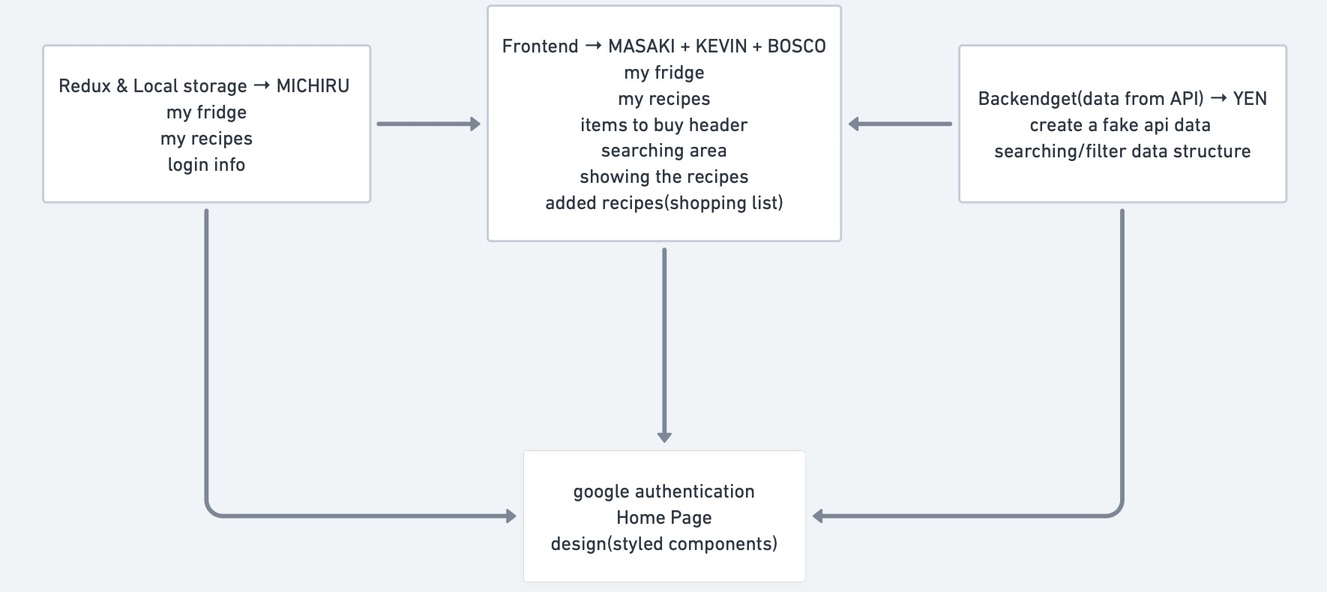 Redux & Local storage → MICHIRU
my fridge
my recipes
login info
Frontend → MASAKI + KEVIN + BOSCO
my fridge
my recipes
items to buy header
searching area
showing the recipes
added recipes(shopping list)
Backendget(data from API) → YEN
create a fake api data
searching/filter data structure
google authentication
Home Page
design(styled components)